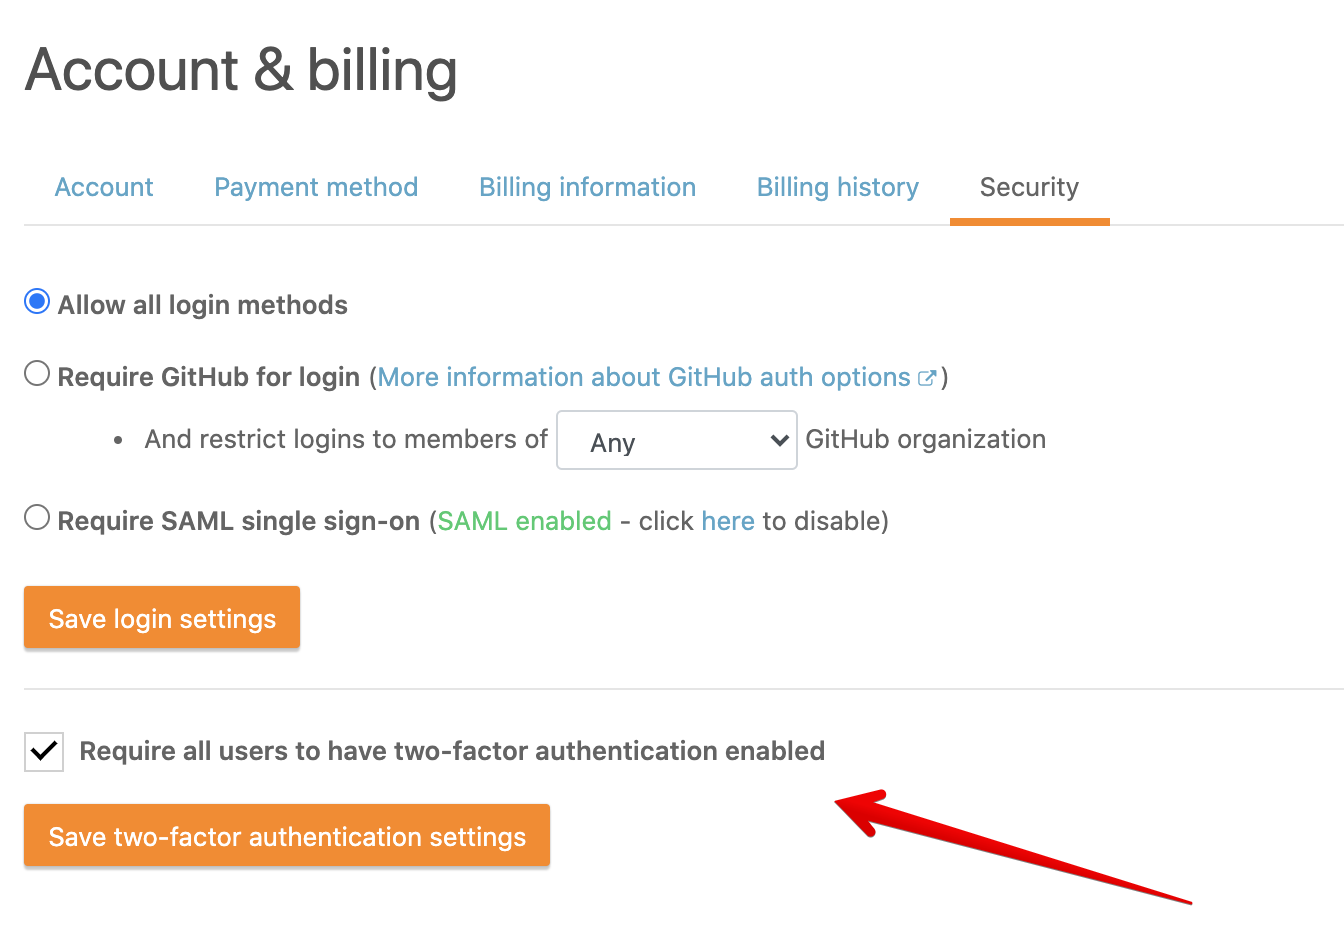 Account & billing
Account Payment method Billing information Billing history Security
Allow all login methods
Require GitHub for login (More information about GitHub auth options)
• And restrict logins to members of Any GitHub organization
Require SAML single sign-on (SAML enabled - click here to disable)
Save login settings
Require all users to have two-factor authentication enabled
Save two-factor authentication settings